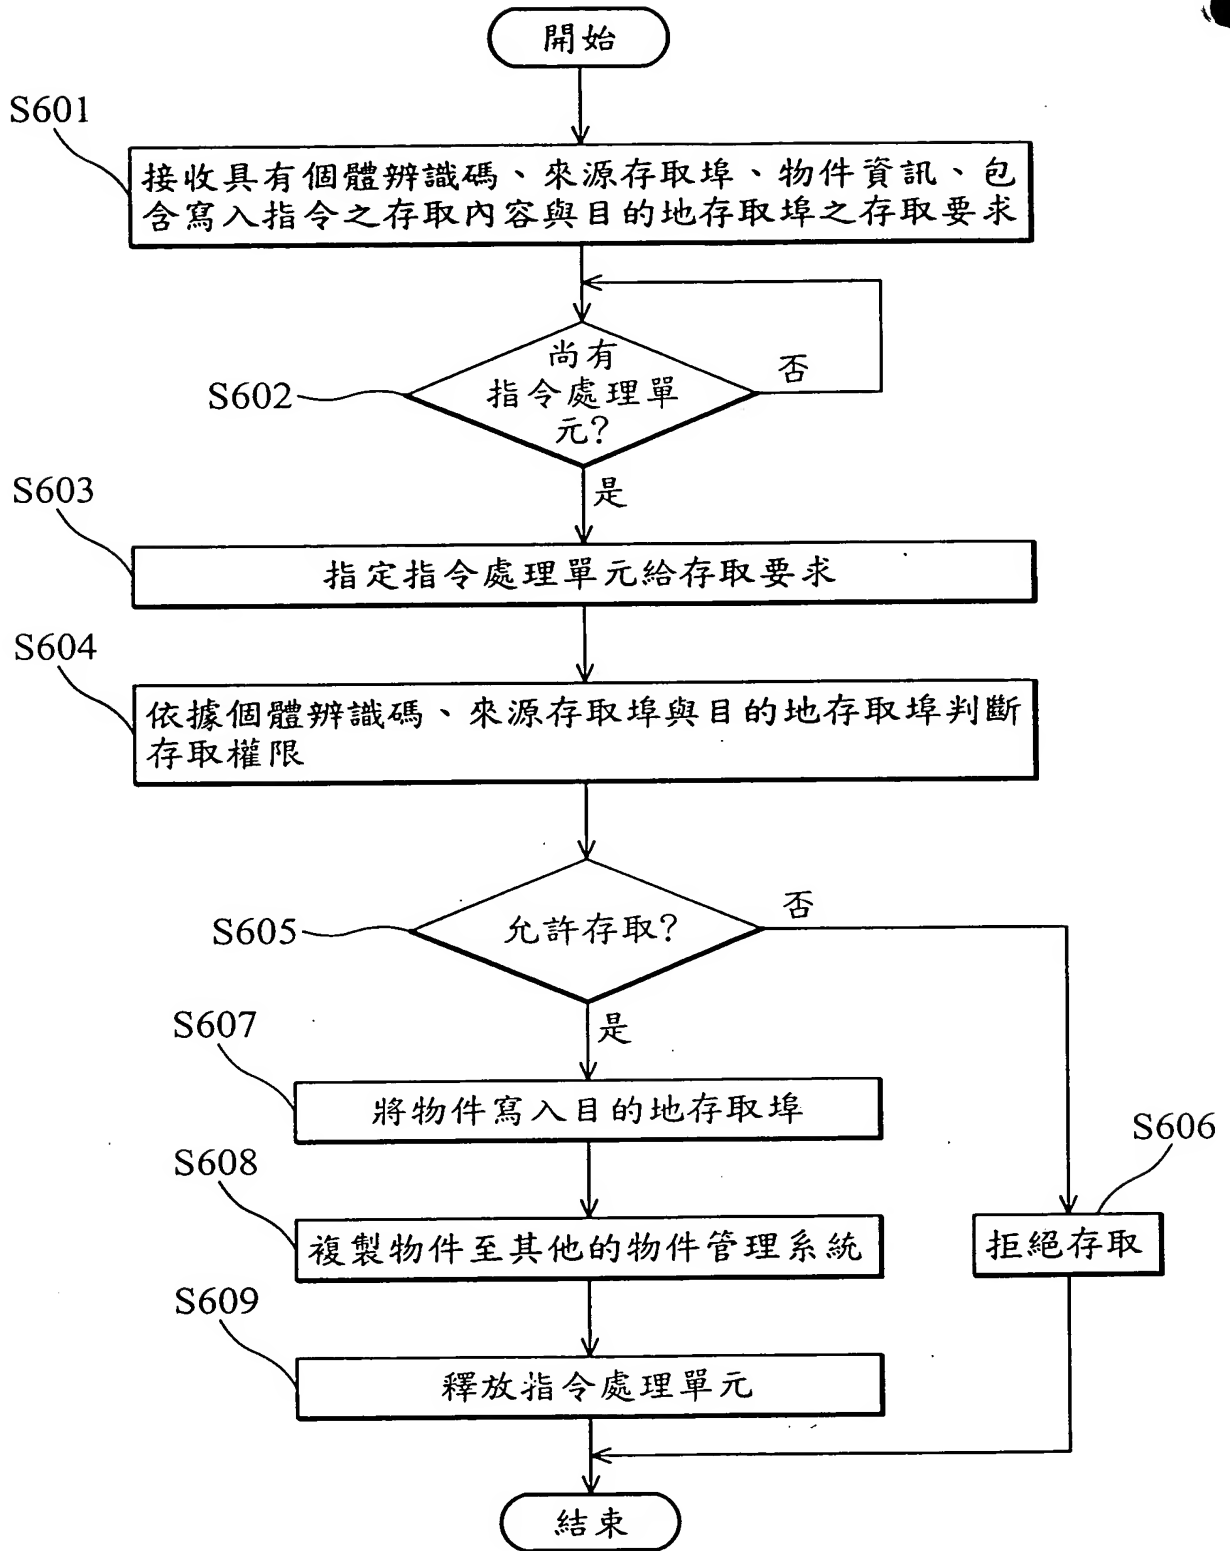 開始
S601
接收具有個體辨識碼、來源存取埠、物件資訊、包
含寫入指令之存取內容與目的地存取埠之存取要求
尚有
指令處理單
元?
否
S602
是
S603
指定指令處理單元給存取要求
S604
依據個體辨識碼、來源存取埠與目的地存取埠判斷
存取權限
否
S605
允許存取?
是
S607
將物件寫入目的地存取埠
S606
S608
複製物件至其他的物件管理系統
拒絕存取
S609
釋放指令處理單元
結束